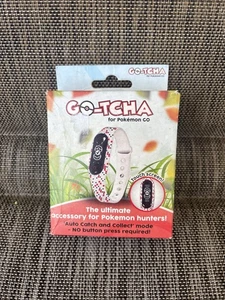 GO-TCHA
GO-TCHA
for Pokémon GO
touch screen!
The ultimate
accessory for Pokemon hunters!
'Auto Catch and Collect' mode
- NO button press required!